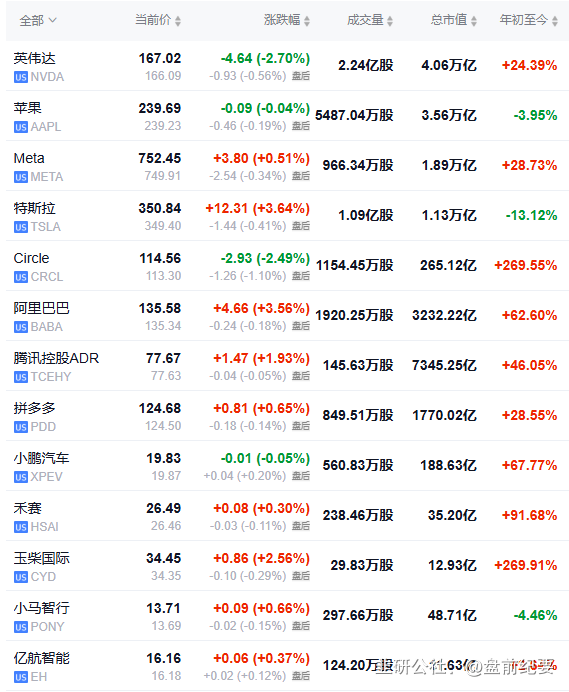 全部 当前价 涨跌幅 成交量 总市值 年初至今
英伟达 167.02 -4.64 (-2.70%) 2.24亿股 4.06万亿 +24.39%
US NVDA 166.09 -0.93 (-0.56%) 盘后
苹果 239.69 -0.09 (-0.04%) 5487.04万股 3.56万亿 -3.95%
US AAPL 239.23 -0.46 (-0.19%) 盘后
Meta 752.45 +3.80 (+0.51%) 966.34万股 1.89万亿 +28.73%
US META 749.91 -2.54 (-0.34%) 盘后
特斯拉 350.84 +12.31 (+3.64%) 1.09亿股 1.13万亿 -13.12%
US TSLA 349.40 -1.44 (-0.41%) 盘后
Circle 114.56 -2.93 (-2.49%) 1154.45万股 265.12亿 +269.55%
US CRCL 113.30 -1.26 (-1.10%) 盘后
阿里巴巴 135.58 +4.66 (+3.56%) 1920.25万股 3232.22亿 +62.60%
US BABA 135.34 -0.24 (-0.18%) 盘后
腾讯控股ADR 77.67 +1.47 (+1.93%) 145.63万股 7345.25亿 +46.05%
US TCEHY 77.63 -0.04 (-0.05%) 盘后
拼多多 124.68 +0.81 (+0.65%) 849.51万股 1770.02亿 +28.55%
US PDD 124.50 -0.18 (-0.14%) 盘后
小鹏汽车 19.83 -0.01 (-0.05%) 560.83万股 188.63亿 +67.77%
US XPEV 19.87 +0.04 (+0.20%) 盘后
禾赛 26.49 +0.08 (+0.30%) 238.46万股 35.20亿 +91.68%
US HSAI 26.46 -0.03 (-0.11%) 盘后
玉柴国际 34.45 +0.86 (+2.56%) 29.83万股 12.93亿 +269.91%
US CYD 34.35 -0.10 (-0.29%) 盘后
小马智行 13.71 +0.09 (+0.66%) 297.66万股 48.71亿 -4.46%
US PONY 13.69 -0.02 (-0.15%) 盘后
亿航智能 16.16 +0.06 (+0.37%) 124.20万股 11.63亿
US EH 16.18 +0.02 (+0.12%) 盘后
韭研公社：@盘前纪要